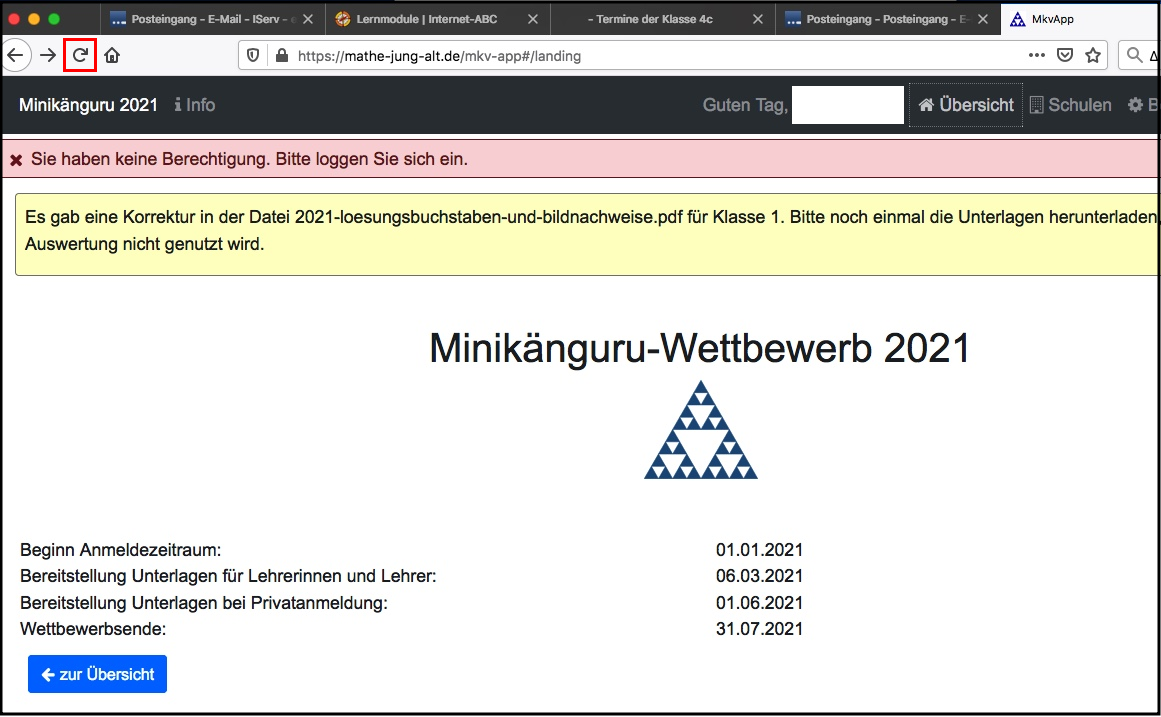 Posteingang – E-Mail – IServ –
Lernmodule | Internet-ABC
- Termine der Klasse 4c
Posteingang – Posteingang – E-
MkvApp
https://mathe-jung-alt.de/mkv-app#/landing
Minikänguru 2021
Info
Guten Tag,
Übersicht
Schulen
B
Sie haben keine Berechtigung. Bitte loggen Sie sich ein.
Es gab eine Korrektur in der Datei 2021-loesungsbuchstaben-und-bildnachweise.pdf für Klasse 1. Bitte noch einmal die Unterlagen herunterladen,
Auswertung nicht genutzt wird.
Minikänguru-Wettbewerb 2021
Beginn Anmeldezeitraum: 01.01.2021
Bereitstellung Unterlagen für Lehrerinnen und Lehrer: 06.03.2021
Bereitstellung Unterlagen bei Privatanmeldung: 01.06.2021
Wettbewerbsende: 31.07.2021
zur Übersicht